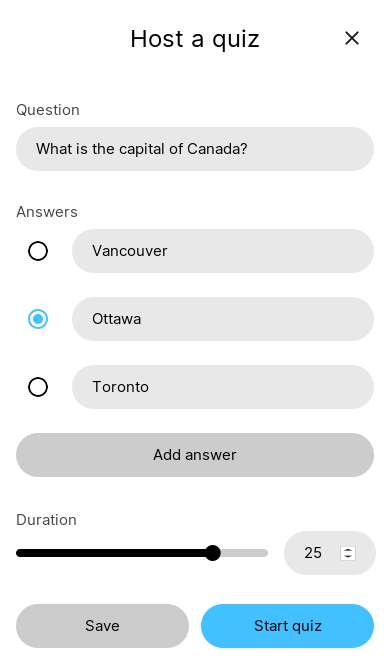 Host a quiz
Question
What is the capital of Canada?
Answers
Vancouver
Ottawa
Toronto
Add answer
Duration
25
Save
Start quiz